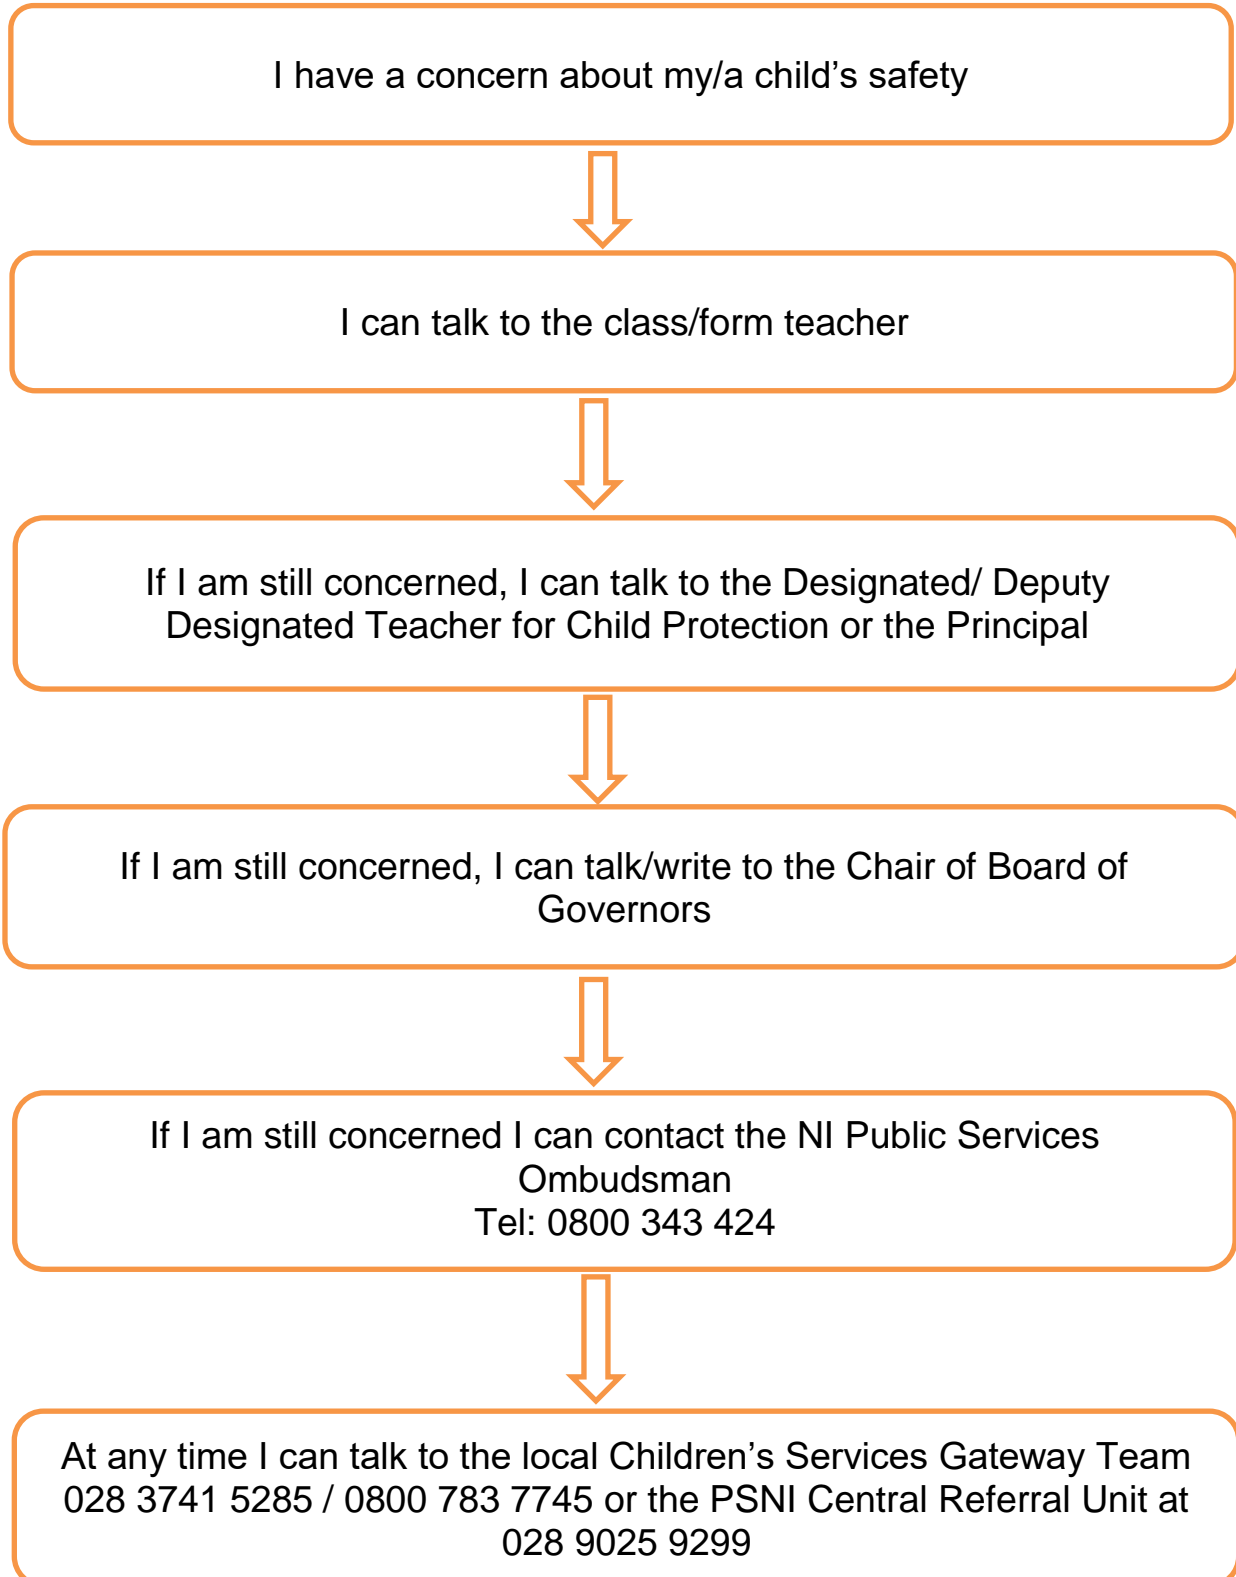 I have a concern about my/a child’s safety
I can talk to the class/form teacher
If I am still concerned, I can talk to the Designated/ Deputy
Designated Teacher for Child Protection or the Principal
If I am still concerned, I can talk/write to the Chair of Board of
Governors
If I am still concerned I can contact the NI Public Services
Ombudsman
Tel: 0800 343 424
At any time I can talk to the local Children’s Services Gateway Team
028 3741 5285 / 0800 783 7745 or the PSNI Central Referral Unit at
028 9025 9299